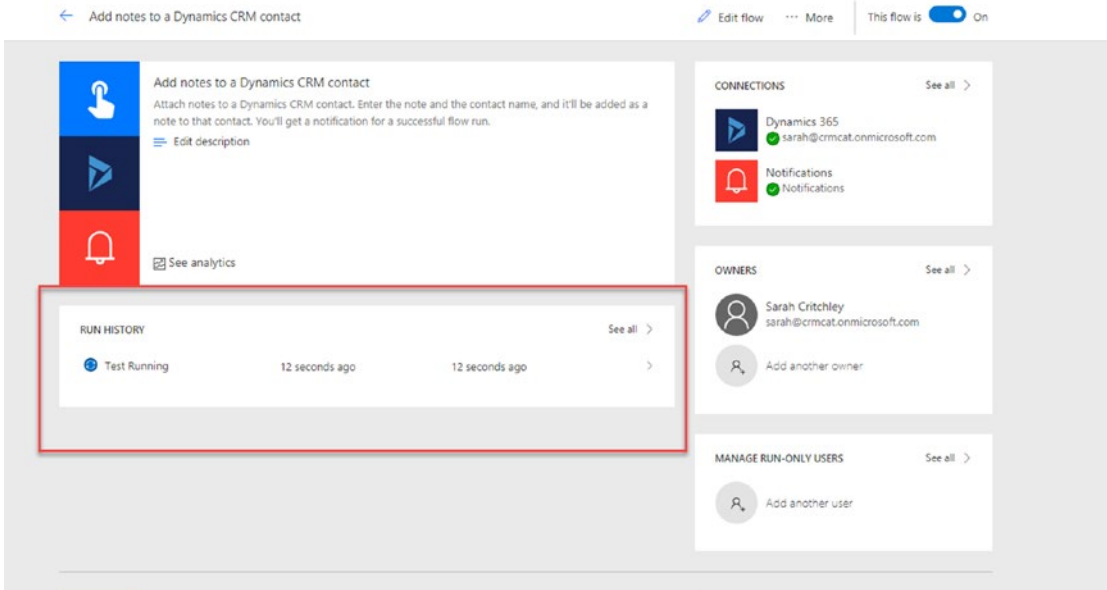 Add notes to a Dynamics CRM contact
Edit flow
··· More
This flow is On
Add notes to a Dynamics CRM contact
Attach notes to a Dynamics CRM contact. Enter the note and the contact name, and it'll be added as a
note to that contact. You'll get a notification for a successful flow run.
Edit description
See analytics
RUN HISTORY
See all
Test Running 12 seconds ago 12 seconds ago
CONNECTIONS
See all
Dynamics 365
sarah@crmcat.onmicrosoft.com
Notifications
Notifications
OWNERS
See all
Sarah Critchley
sarah@crmcat.onmicrosoft.com
Add another owner
MANAGE RUN-ONLY USERS
See all
Add another user